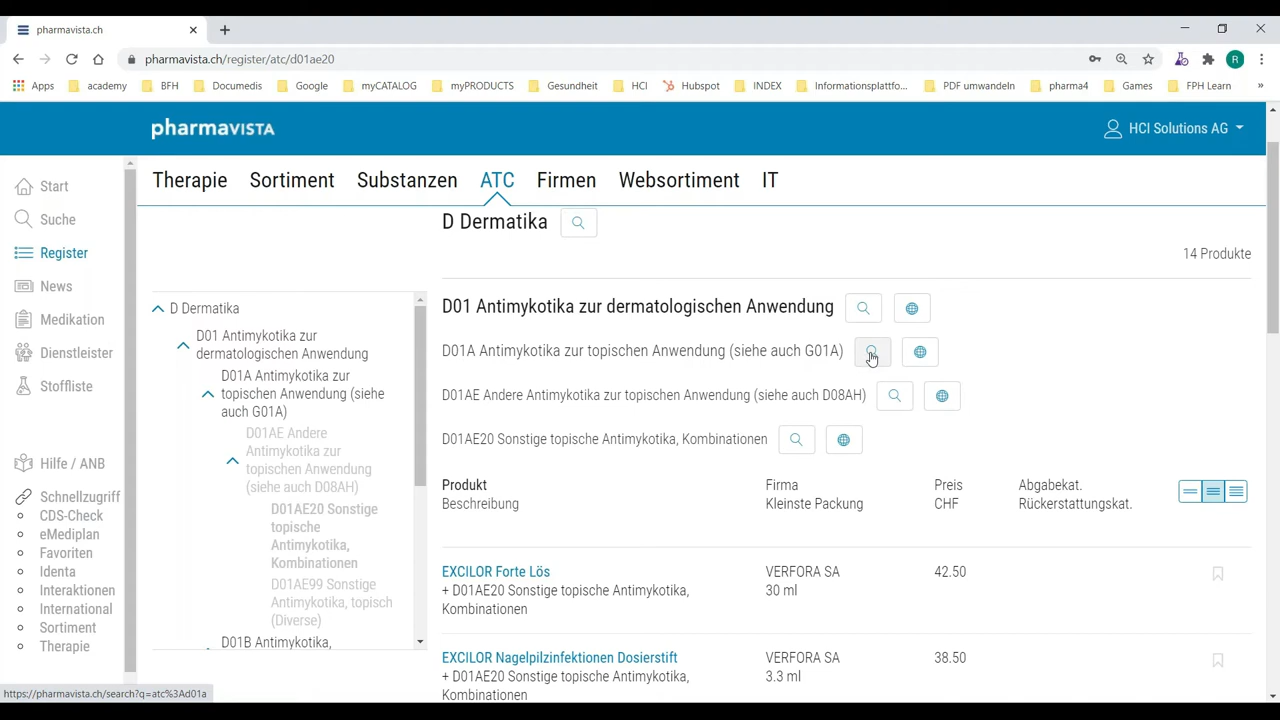 pharmavista.ch
pharmavista.ch/register/atc/d01ae20
Apps academy BFH Documedis Google myCATALOG myPRODUCTS Gesundheit HCI Hubspot INDEX Informationsplattfo... PDF umwandeln pharma4 Games FPH Learn »
pharmaVISTA
HCI Solutions AG
R
Start
Suche
Register
News
Medikation
Dienstleister
Stoffliste
Hilfe / ANB
Schnellzugriff
CDS-Check
eMediplan
Favoriten
Identa
Interaktionen
International
Sortiment
Therapie
Therapie Sortiment Substanzen ATC Firmen Websortiment IT
D Dermatika
14 Produkte
D Dermatika
D01 Antimykotika zur
dermatologischen Anwendung
D01A Antimykotika zur
topischen Anwendung (siehe
auch G01A)
D01AE Andere
Antimykotika zur
topischen Anwendung
(siehe auch D08AH)
D01AE20 Sonstige
topische
Antimykotika,
Kombinationen
D01AE99 Sonstige
Antimykotika, topisch
(Diverse)
D01B Antimykotika,
D01 Antimykotika zur dermatologischen Anwendung
D01A Antimykotika zur topischen Anwendung (siehe auch G01A)
D01AE Andere Antimykotika zur topischen Anwendung (siehe auch D08AH)
D01AE20 Sonstige topische Antimykotika, Kombinationen
Produkt Firma Preis Abgabekat.
Beschreibung Kleinste Packung CHF Rückerstattungskat.
EXCILOR Forte Lös VERFORA SA 42.50
+ D01AE20 Sonstige topische Antimykotika, 30 ml
Kombinationen
EXCILOR Nagelpilzinfektionen Dosierstift VERFORA SA 38.50
+ D01AE20 Sonstige topische Antimykotika, 3.3 ml
Kombinationen
https://pharmavista.ch/search?q=atc%3Ad01a